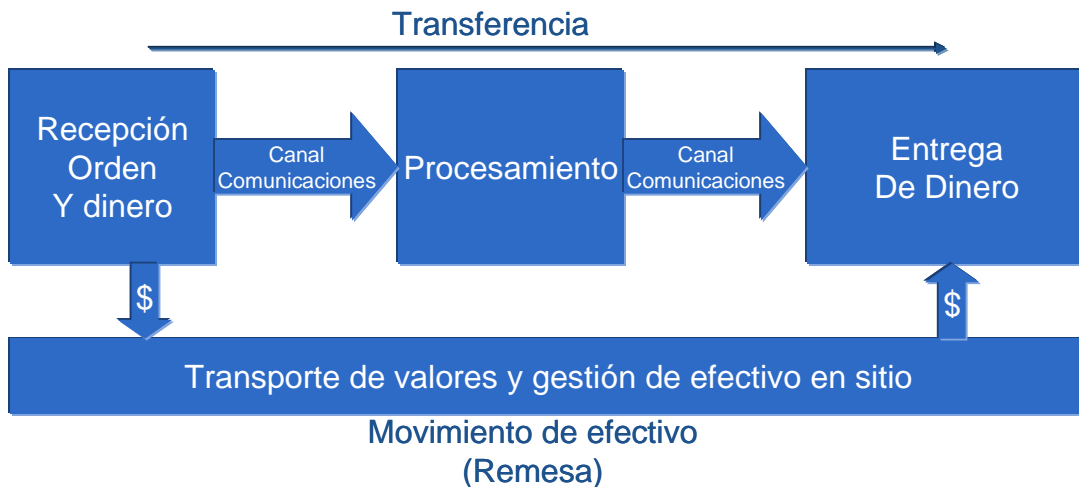 Transferencia
Recepción
Orden
Y dinero
Canal
Comunicaciones
Procesamiento
Canal
Comunicaciones
Entrega
De Dinero
$
$
Transporte de valores y gestión de efectivo en sitio
Movimiento de efectivo
(Remesa)